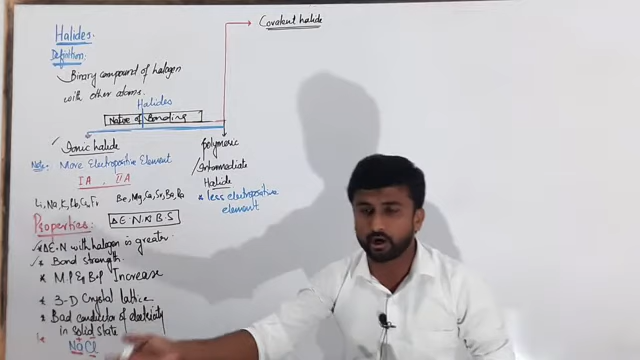 Halides.
Covalent halide
Definition:
Binary compound of halogen
with other atoms.
Halides
Nature of Bonding
Ionic halide
polymeric
/Intermediate
Halide
Note: More Electropositive Element
IA, IIA
* less electropositive
element
Li, Na, K, Rb, Cs, Fr
Be, Mg, Ca, Sr, Ba, Ra
Properties:
ΔE.N α B.S
* ΔE.N with halogen is greater
* Bond strength.
* M.P & B.P Increase
* 3-D Crystal lattice
* Bad conductor of electricity
in solid state
NaCl